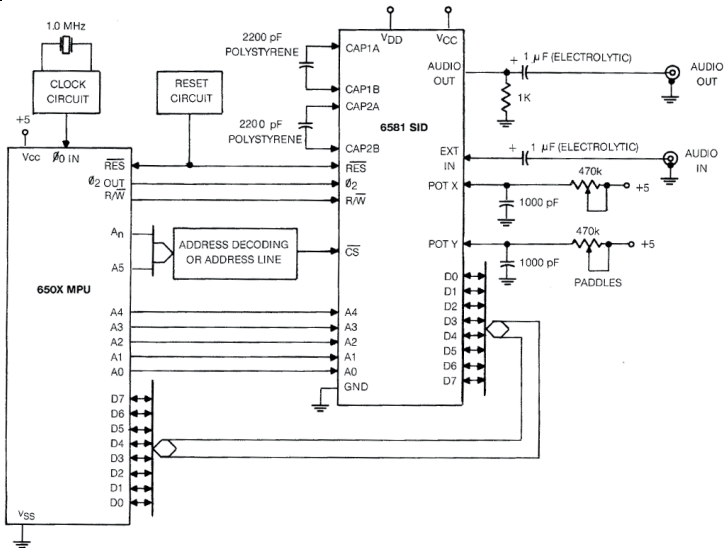 1.0 MHz
CLOCK
CIRCUIT
RESET
CIRCUIT
+5
Vcc
Ø0 IN
RES
Ø2 OUT
R/W
An
A5
650X MPU
A4
A3
A2
A1
A0
D7
D6
D5
D4
D3
D2
D1
D0
VSS
ADDRESS DECODING
OR ADDRESS LINE
2200 pF
POLYSTYRENE
2200 pF
POLYSTYRENE
VDD
VCC
CAP1A
CAP1B
CAP2A
CAP2B
6581 SID
RES
Ø2
R/W
CS
A4
A3
A2
A1
A0
GND
AUDIO
OUT
EXT
IN
POT X
POT Y
D0
D1
D2
D3
D4
D5
D6
D7
+ 1 µF (ELECTROLYTIC)
1K
AUDIO
OUT
+ 1 µF (ELECTROLYTIC)
AUDIO
IN
470k
+5
1000 pF
470k
+5
1000 pF
PADDLES